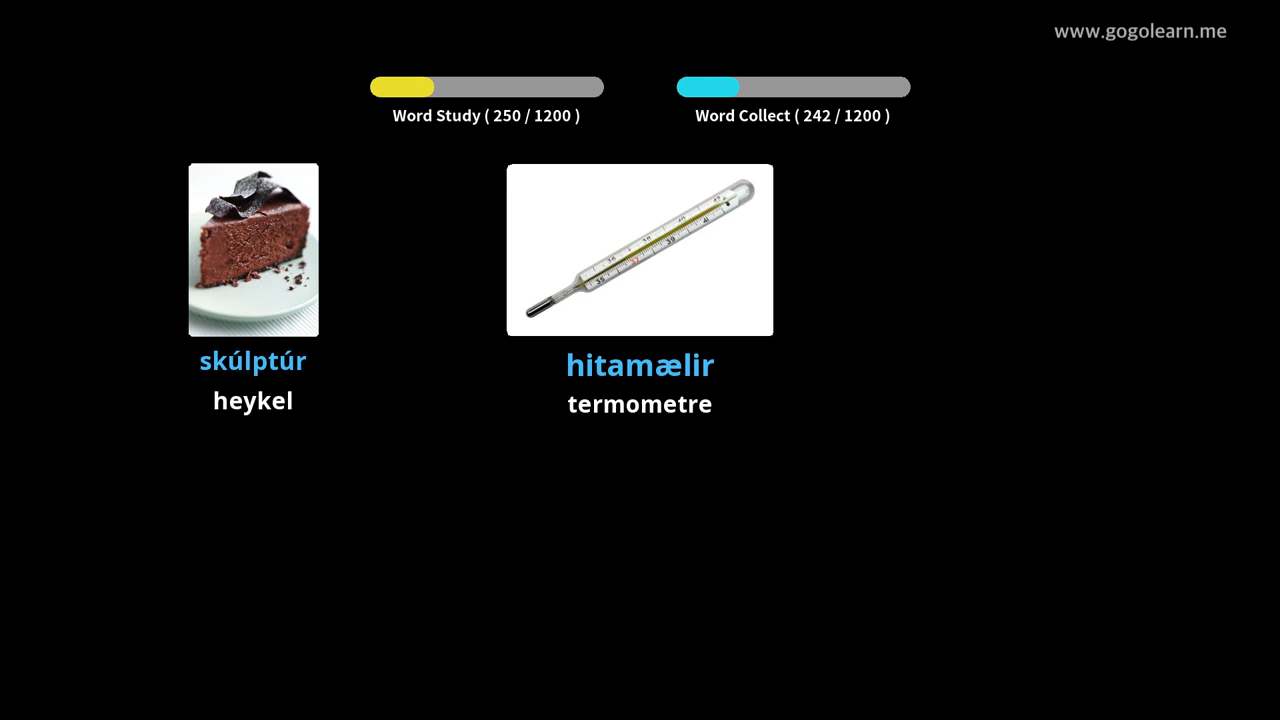 www.gogolearn.me
Word Study ( 250 / 1200 )
Word Collect ( 242 / 1200 )
skúlptúr
heykel
hitamælir
termometre